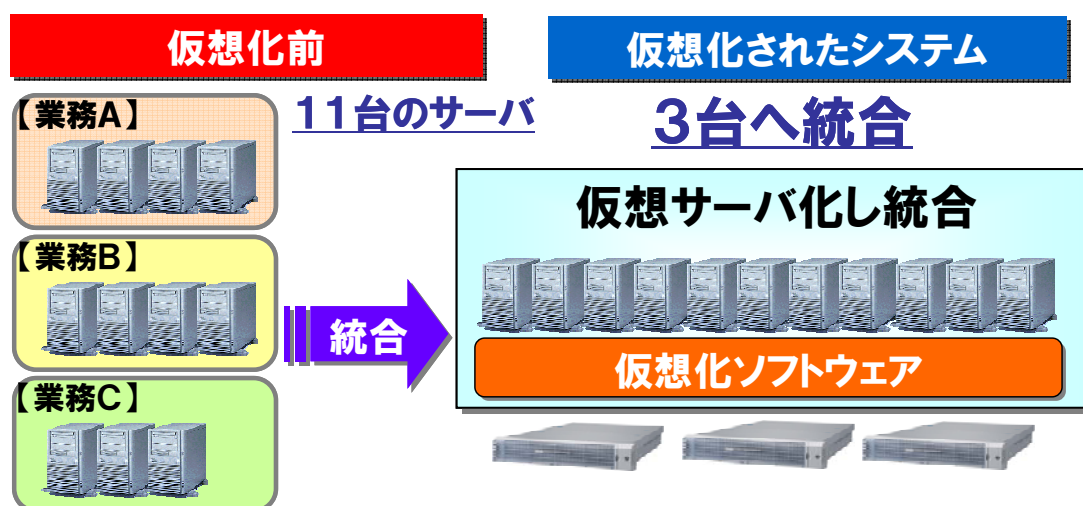 仮想化前
仮想化されたシステム
11台のサーバ
3台へ統合
【業務A】
【業務B】
【業務C】
統合
仮想サーバ化し統合
仮想化ソフトウェア